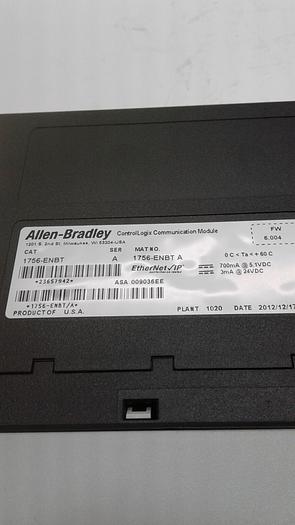 Allen-Bradley ControlLogix Communication Module
1201 S. 2nd St. Milwaukee, WI 53204-USA
FW
6.004
CAT SER MAT NO.
1756-ENBT A 1756-ENBT A
EtherNet/IP
0 C < Ta < + 60 C
700mA @ 5.1VDC
3mA @ 24VDC
*23657942*
ASA 009036EE
*1756-ENBT/A*
PRODUCT OF U.S.A.
PLANT 1020 DATE 2012/12/17